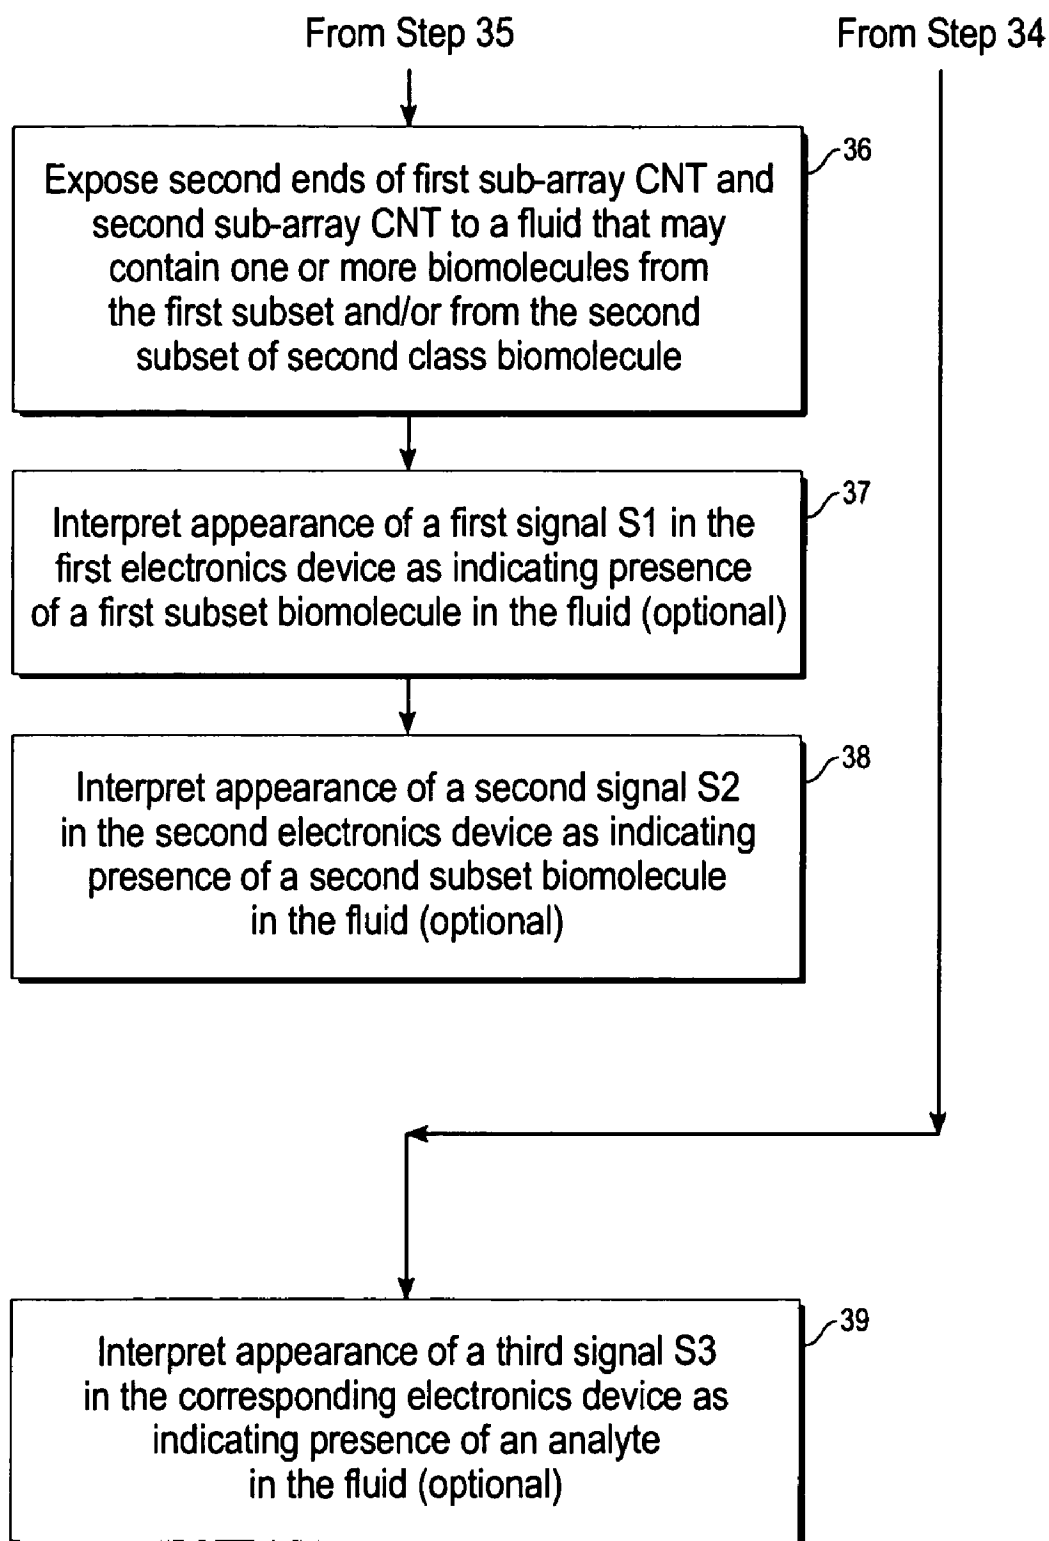 From Step 35
From Step 34
36
Expose second ends of first sub-array CNT and
second sub-array CNT to a fluid that may
contain one or more biomolecules from
the first subset and/or from the second
subset of second class biomolecule
37
Interpret appearance of a first signal S1 in the
first electronics device as indicating presence
of a first subset biomolecule in the fluid (optional)
38
Interpret appearance of a second signal S2
in the second electronics device as indicating
presence of a second subset biomolecule
in the fluid (optional)
39
Interpret appearance of a third signal S3
in the corresponding electronics device as
indicating presence of an analyte
in the fluid (optional)